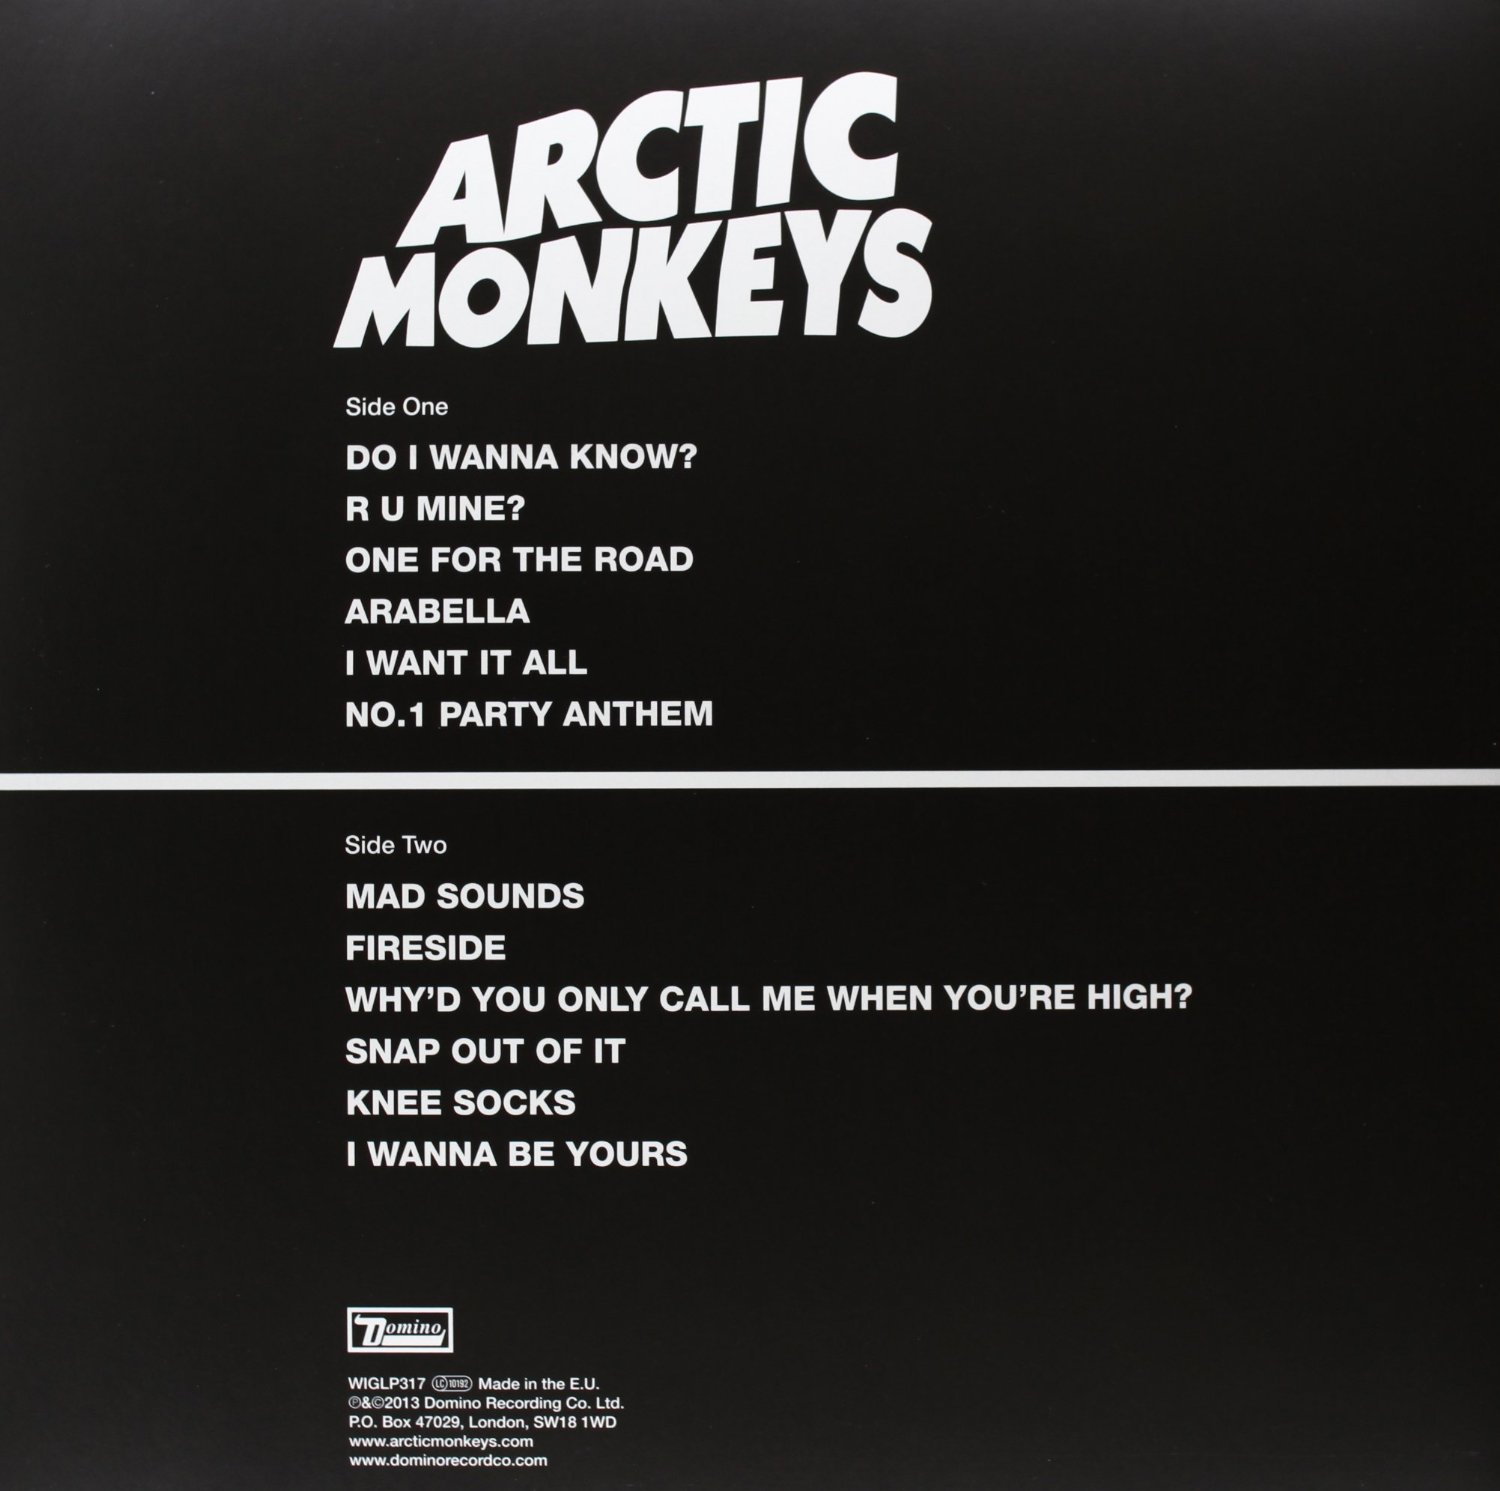 ARCTIC
MONKEYS
Side One
DO I WANNA KNOW?
R U MINE?
ONE FOR THE ROAD
ARABELLA
I WANT IT ALL
NO.1 PARTY ANTHEM
Side Two
MAD SOUNDS
FIRESIDE
WHY’D YOU ONLY CALL ME WHEN YOU’RE HIGH?
SNAP OUT OF IT
KNEE SOCKS
I WANNA BE YOURS
Domino
WIGLP317 LC 10192 Made in the E.U.
℗&©2013 Domino Recording Co. Ltd.
P.O. Box 47029, London, SW18 1WD
www.arcticmonkeys.com
www.dominorecordco.com